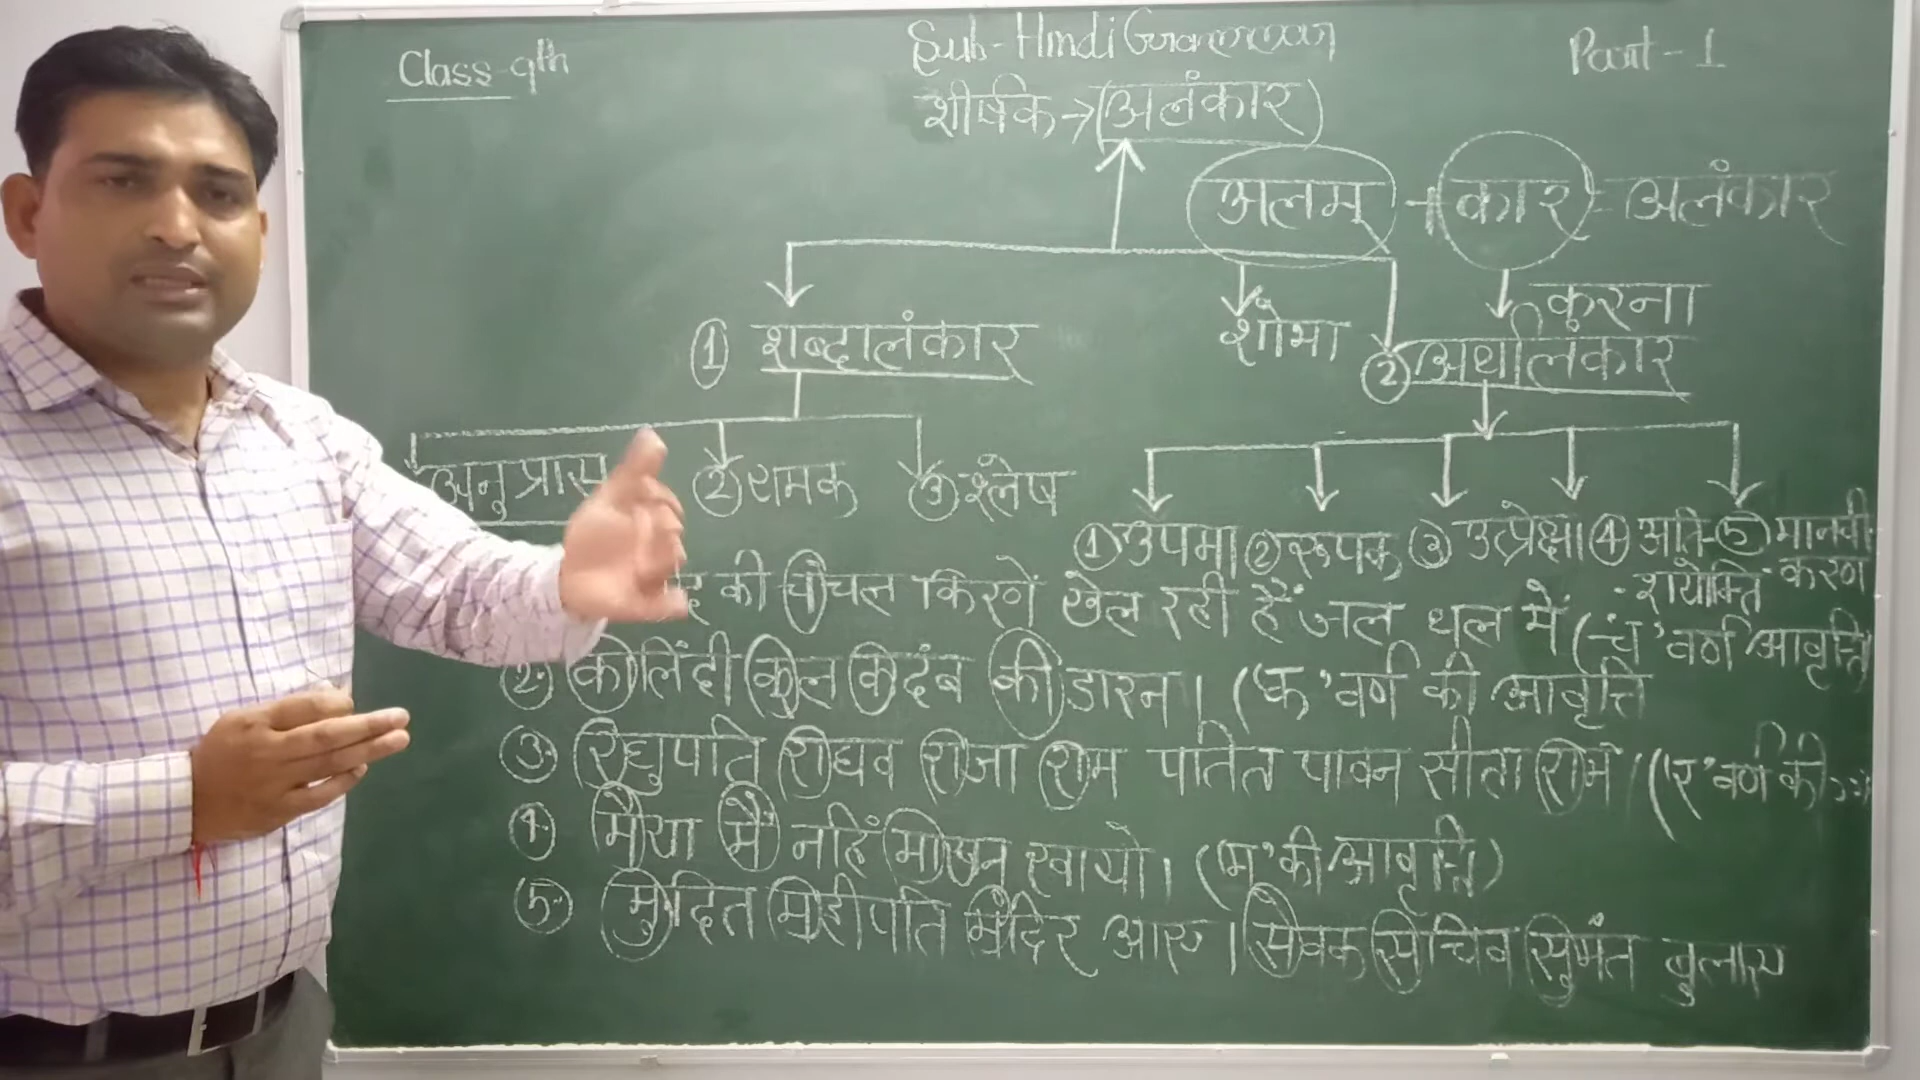 Class-9th
Sub-Hindi Grammar
Part-1
शीर्षक→(अलंकार)
अलम् + कार = अलंकार
शोभा
करना
① शब्दालंकार
② अर्थालंकार
अनुप्रास ② यमक ③ श्लेष
① उपमा ② रूपक ③ उत्प्रेक्षा ④ अति- ⑤ मानवी
शयोक्ति करण
की चंचल किरणें खेल रही हैं जल थल में (च' वर्ण आवृत्ति
2. कालिंदी कुल कदंब की डारन। ('क' वर्ण की आवृत्ति
3. रघुपति राघव राजा राम पतित पावन सीता राम ('र' वर्ण की
4. मैया मैं नहिं माखन खायो। ('म' की आवृत्ति)
5. मुदित महीपति मंदिर आए। सेवक सचिव सुमंत बुलाए